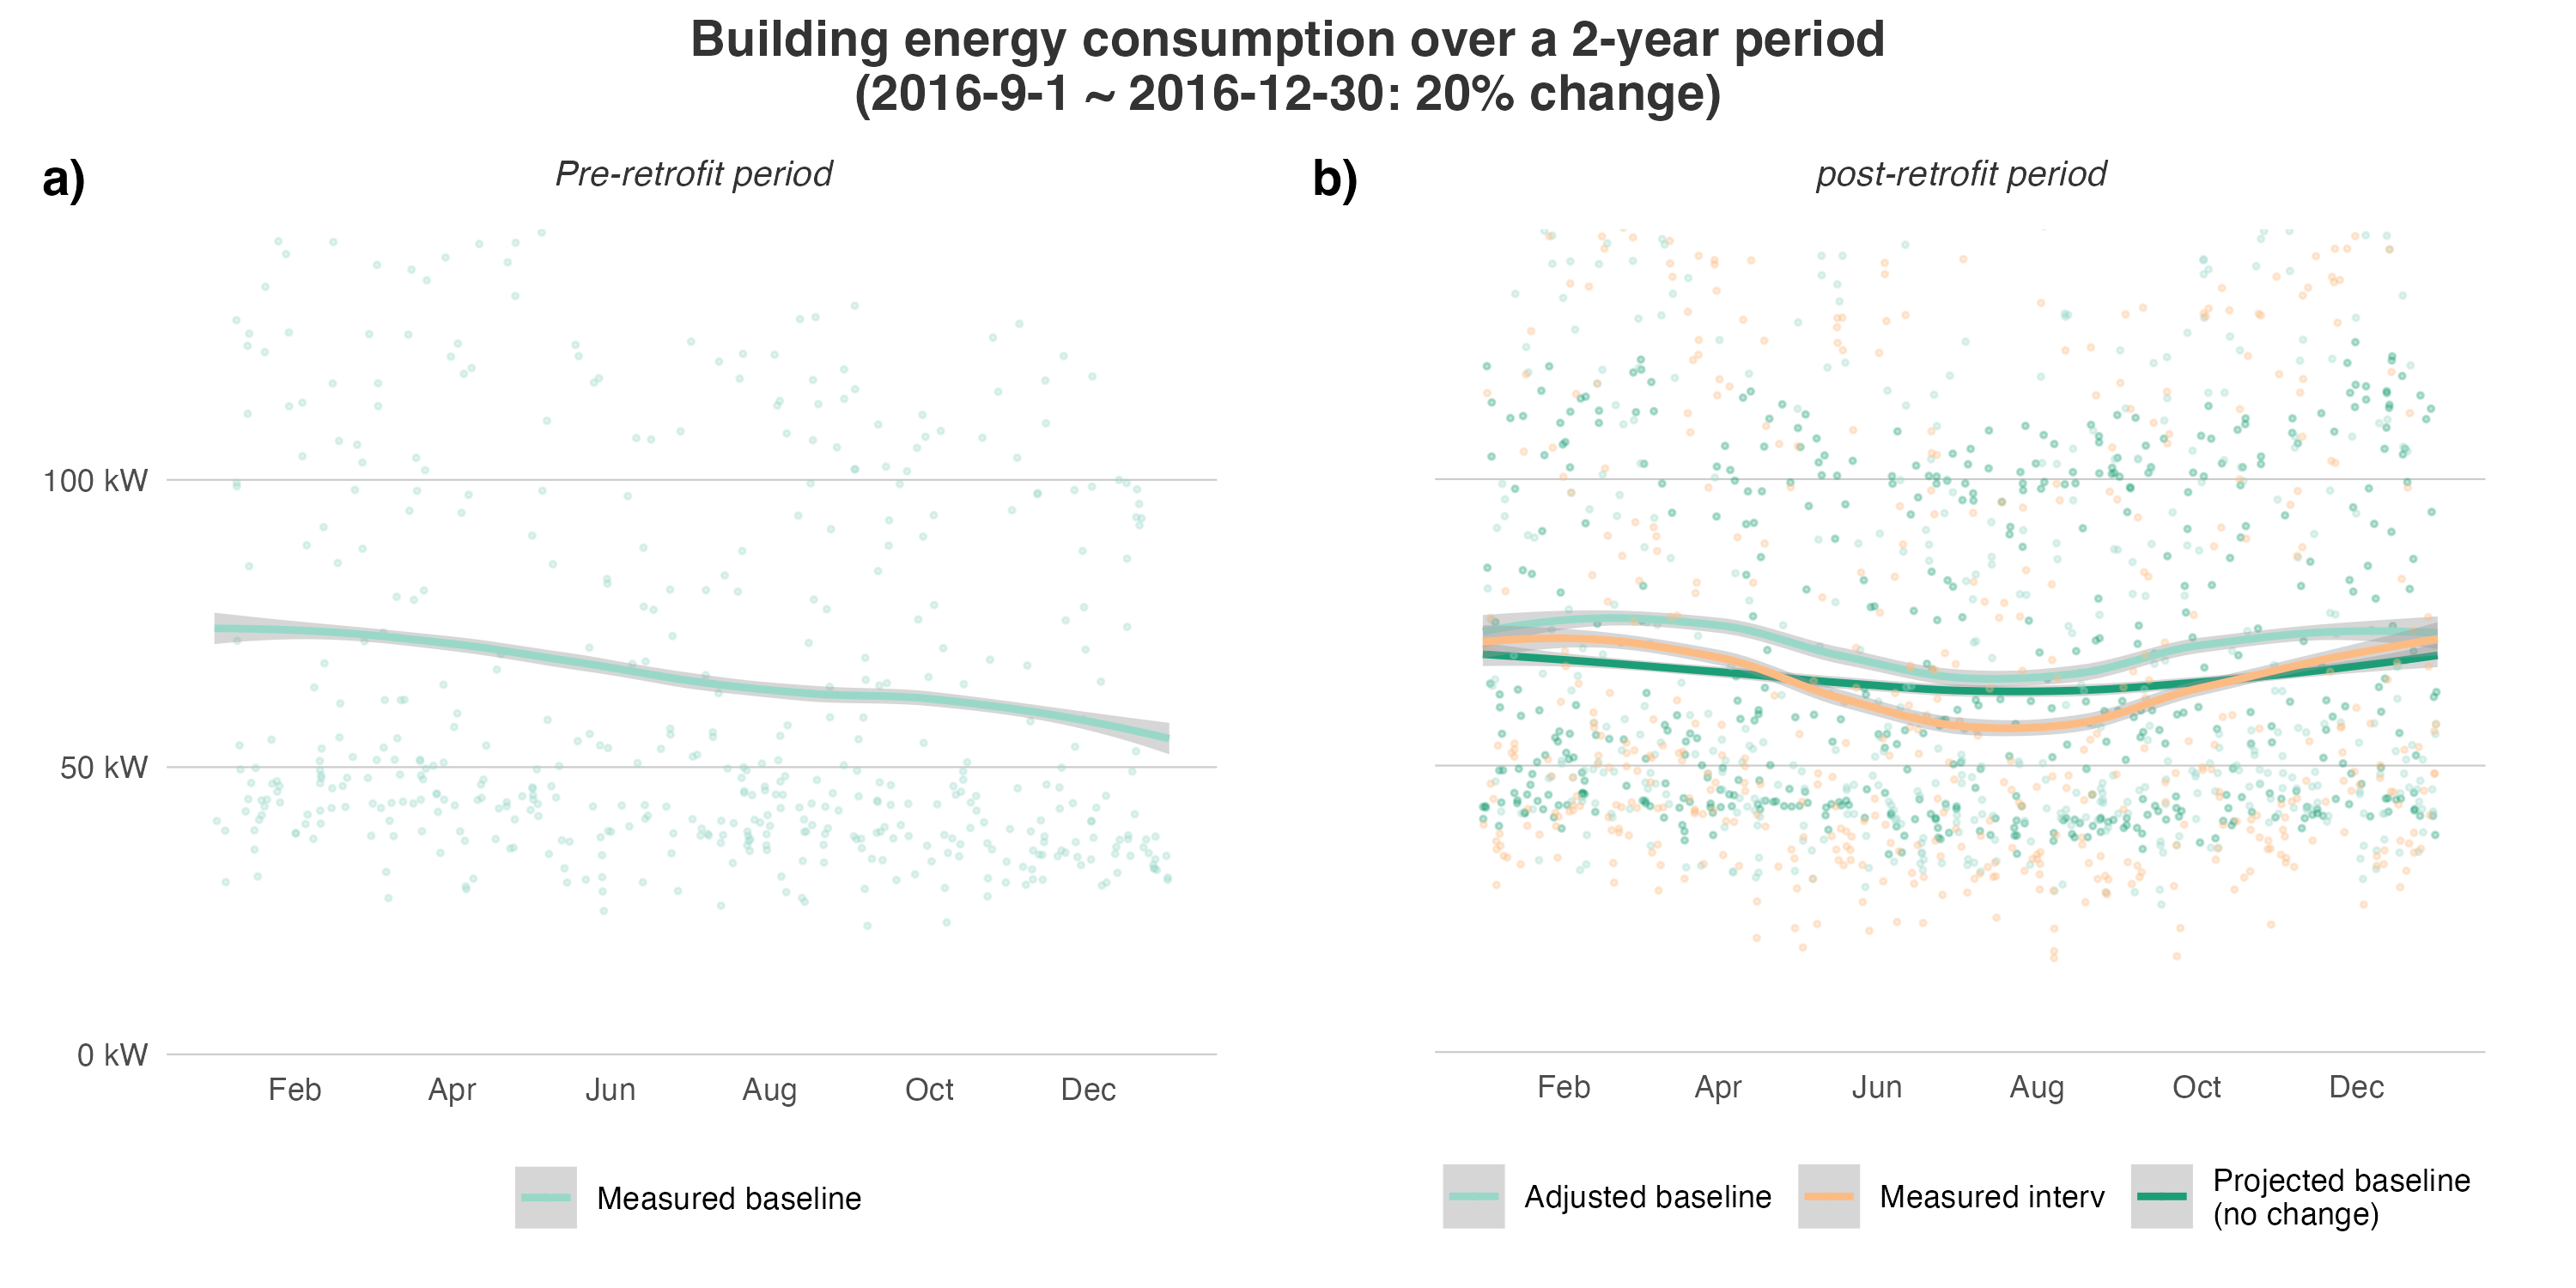 Building energy consumption over a 2-year period
(2016-9-1 ~ 2016-12-30: 20% change)
a)
Pre-retrofit period
100 kW
50 kW
0 kW
Feb Apr Jun Aug Oct Dec
Measured baseline
b)
post-retrofit period
Feb Apr Jun Aug Oct Dec
Adjusted baseline
Measured interv
Projected baseline
(no change)